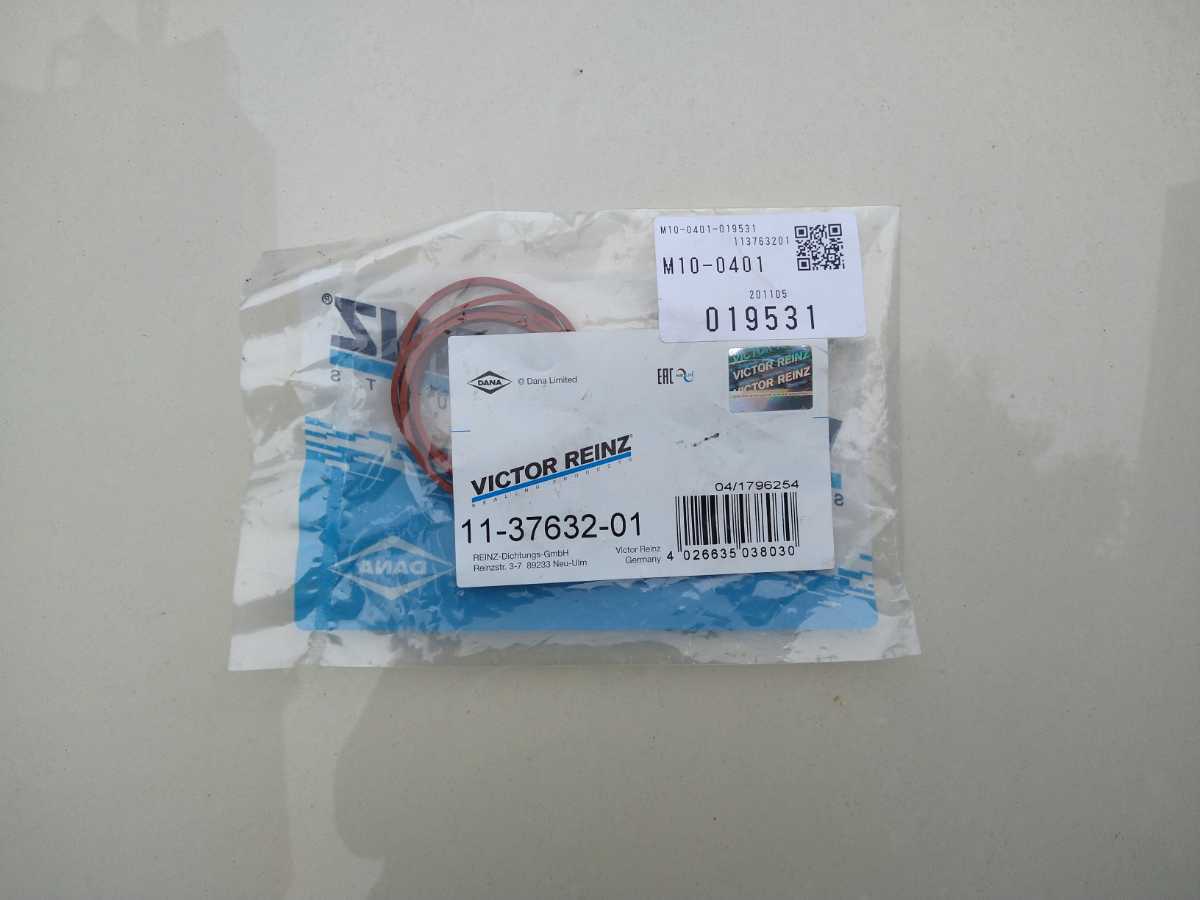 M10-0401-019531
113763201
M10-0401
201105
019531
DANA
© Dana Limited
EAC
VICTOR REINZ
VICTOR REINZ
VICTOR REINZ
VICTOR REINZ®
SEALING PRODUCTS
04/1796254
11-37632-01
REINZ-Dichtungs-GmbH
Reinzstr. 3-7 89233 Neu-Ulm
Victor Reinz
Germany
4 026635 038030
DANA